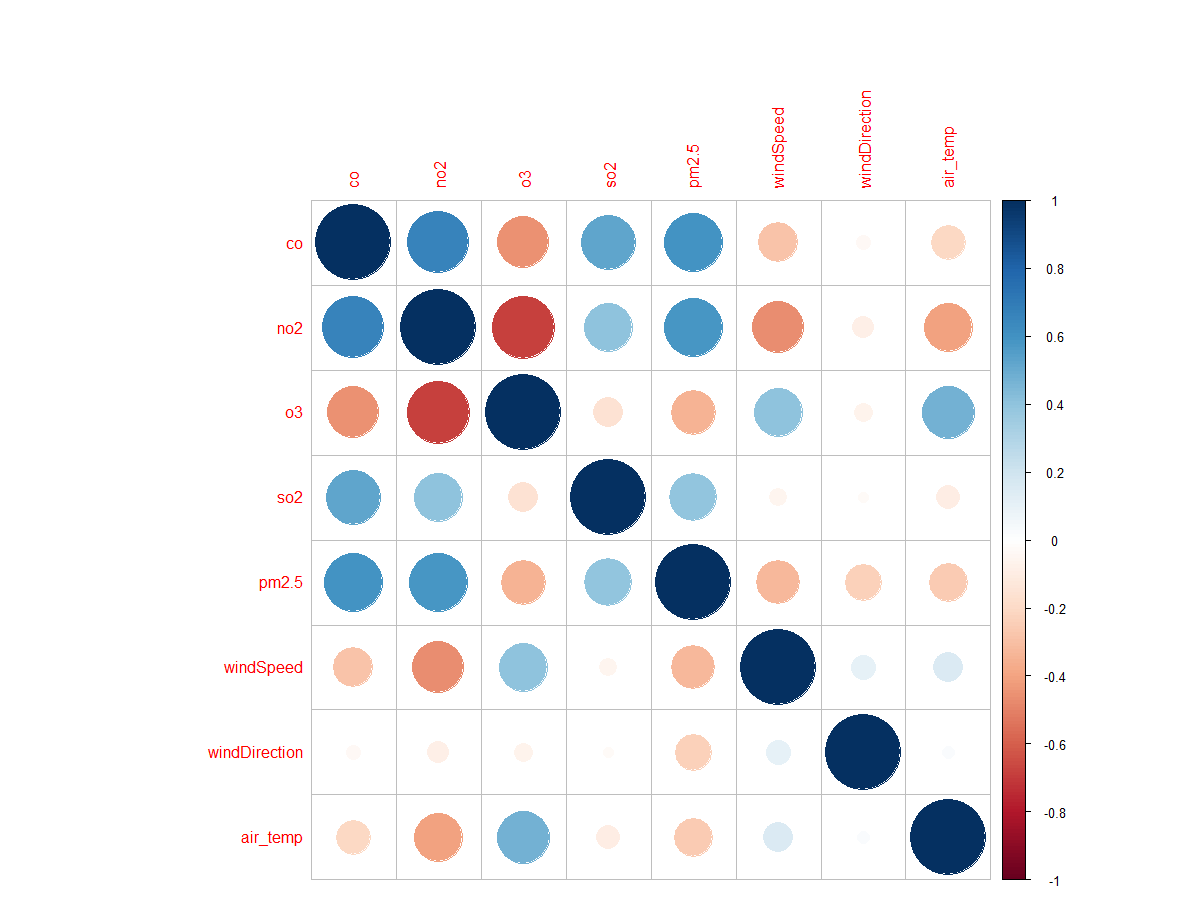 co
no2
o3
so2
pm2.5
windSpeed
windDirection
air_temp
co
no2
o3
so2
pm2.5
windSpeed
windDirection
air_temp
1
0.8
0.6
0.4
0.2
0
-0.2
-0.4
-0.6
-0.8
-1